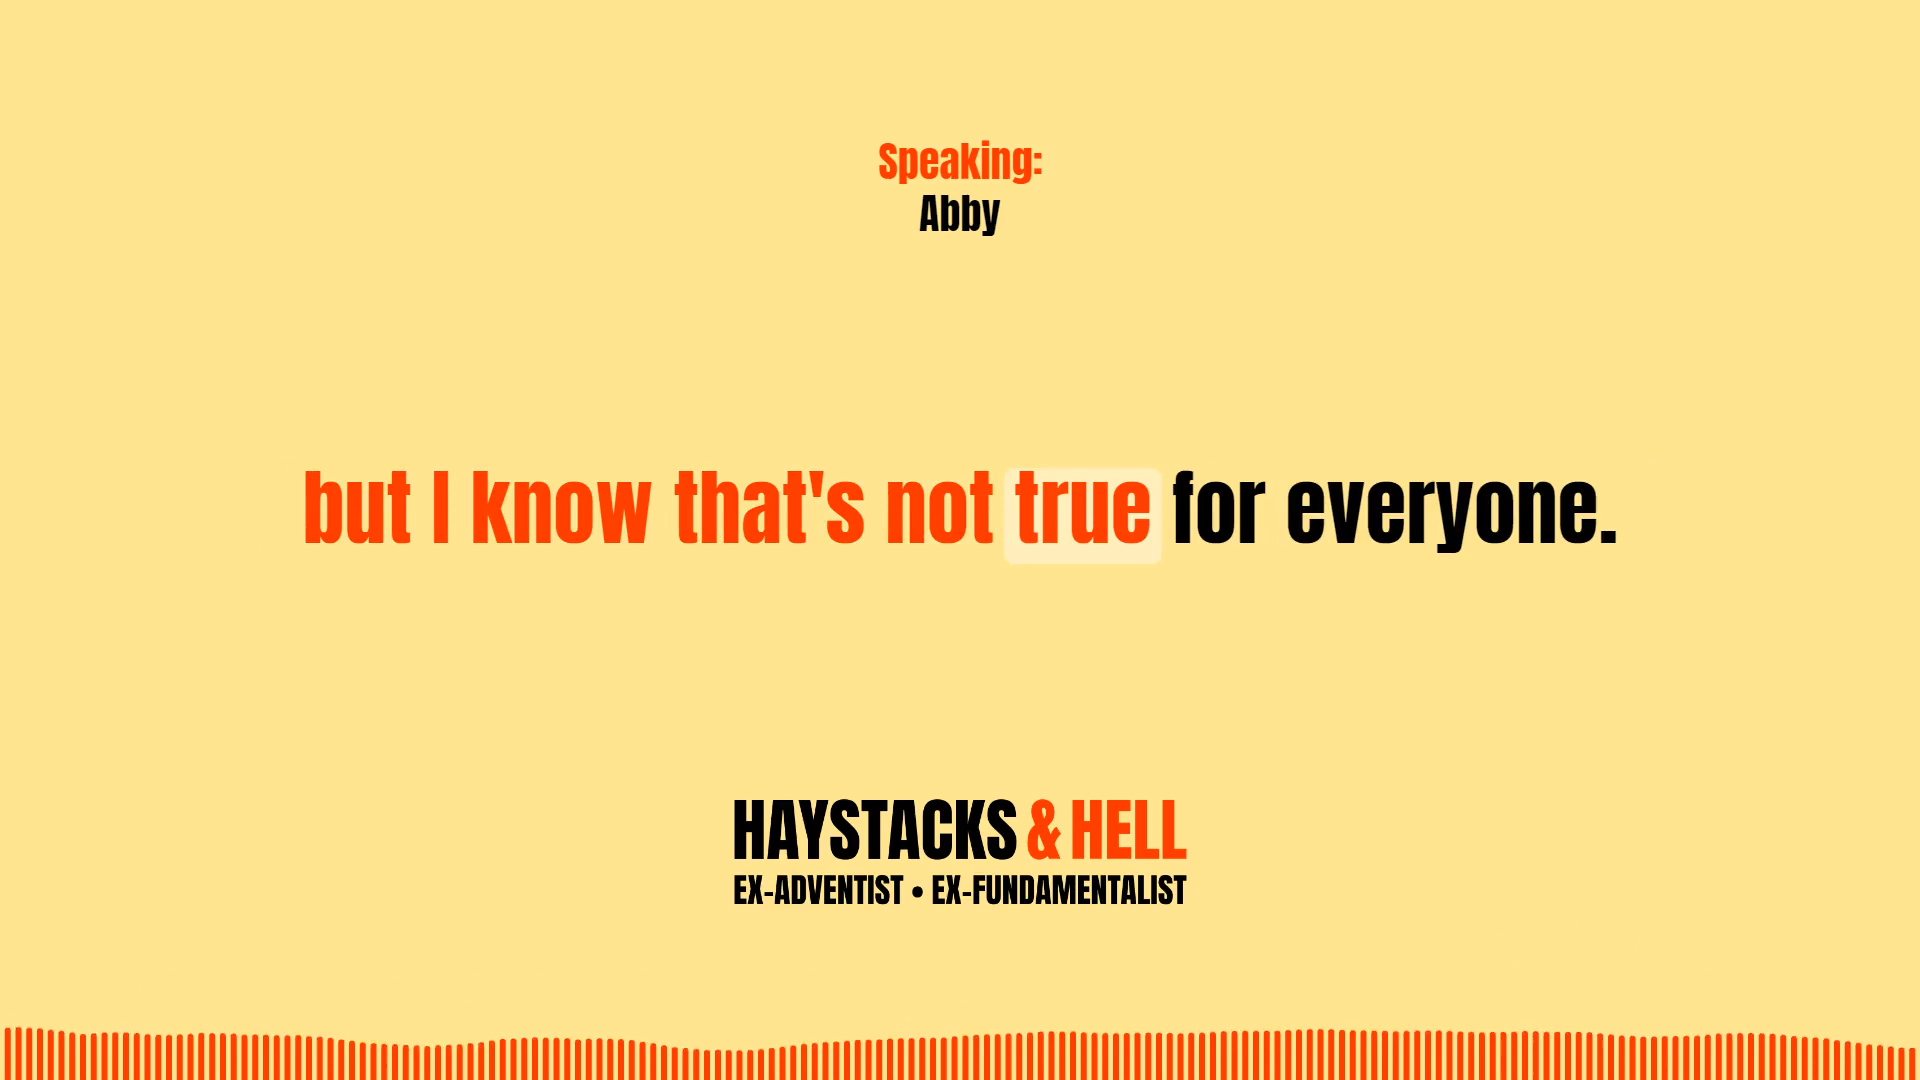 Speaking:
Abby
but I know that's not true for everyone.
HAYSTACKS & HELL
EX-ADVENTIST • EX-FUNDAMENTALIST